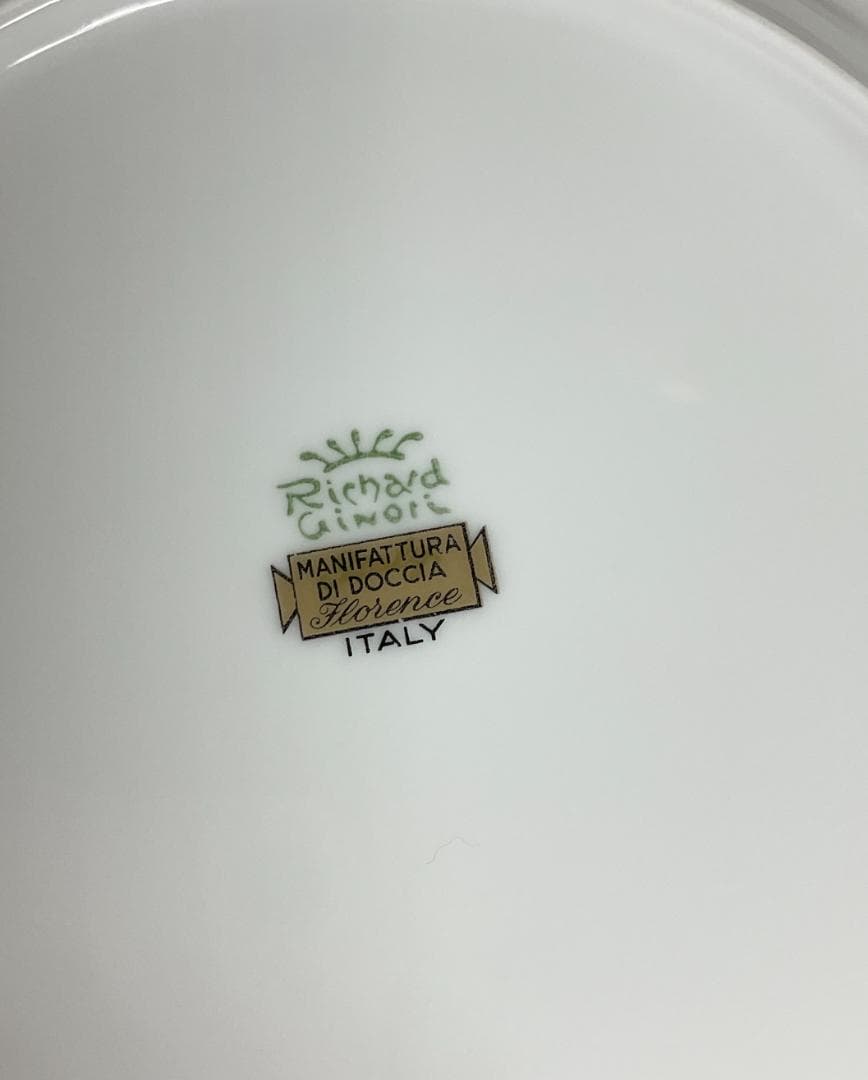 Richard
GiNORi
MANIFATTURA
DI DOCCIA
Florence
ITALY